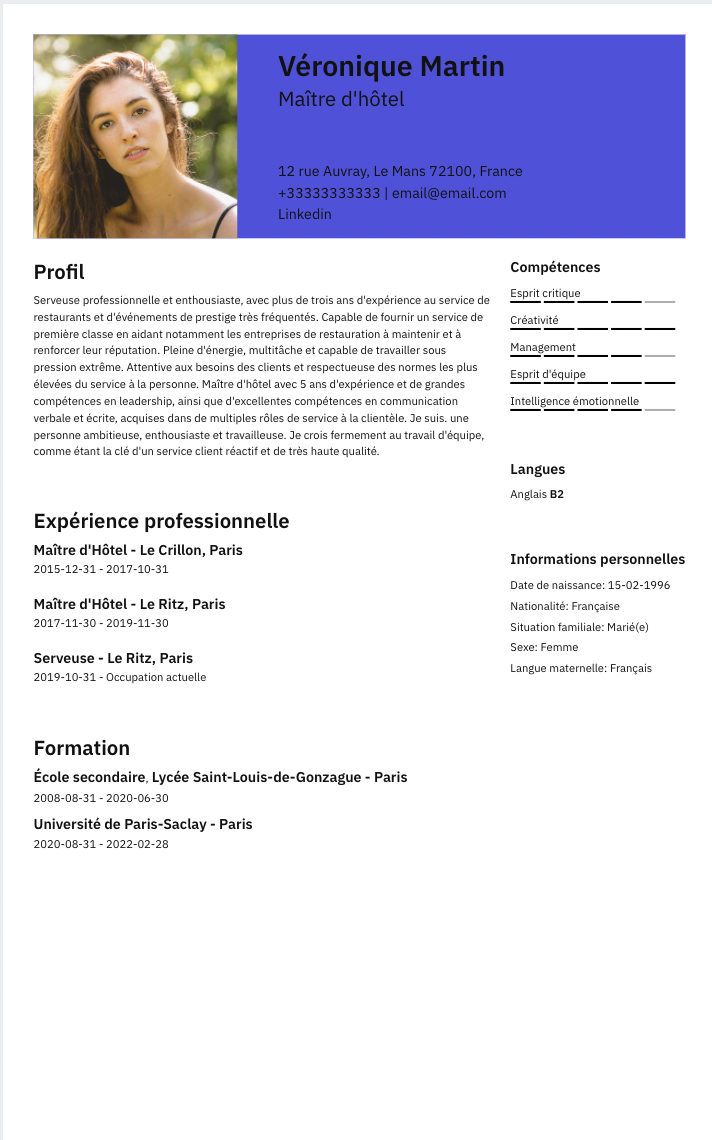 Véronique Martin
Maître d'hôtel
12 rue Auvray, Le Mans 72100, France
+33333333333 | email@email.com
Linkedin
Profil
Serveuse professionnelle et enthousiaste, avec plus de trois ans d'expérience au service de
restaurants et d'événements de prestige très fréquentés. Capable de fournir un service de
première classe en aidant notamment les entreprises de restauration à maintenir et à
renforcer leur réputation. Pleine d'énergie, multitâche et capable de travailler sous
pression extrême. Attentive aux besoins des clients et respectueuse des normes les plus
élevées du service à la personne. Maître d'hôtel avec 5 ans d'expérience et de grandes
compétences en leadership, ainsi que d'excellentes compétences en communication
verbale et écrite, acquises dans de multiples rôles de service à la clientèle. Je suis. une
personne ambitieuse, enthousiaste et travailleuse. Je crois fermement au travail d'équipe,
comme étant la clé d'un service client réactif et de très haute qualité.
Expérience professionnelle
Maître d'Hôtel - Le Crillon, Paris
2015-12-31 - 2017-10-31
Maître d'Hôtel - Le Ritz, Paris
2017-11-30 - 2019-11-30
Serveuse - Le Ritz, Paris
2019-10-31 - Occupation actuelle
Formation
École secondaire, Lycée Saint-Louis-de-Gonzague - Paris
2008-08-31 - 2020-06-30
Université de Paris-Saclay - Paris
2020-08-31 - 2022-02-28
Compétences
Esprit critique
Créativité
Management
Esprit d'équipe
Intelligence émotionnelle
Langues
Anglais B2
Informations personnelles
Date de naissance: 15-02-1996
Nationalité: Française
Situation familiale: Marié(e)
Sexe: Femme
Langue maternelle: Français